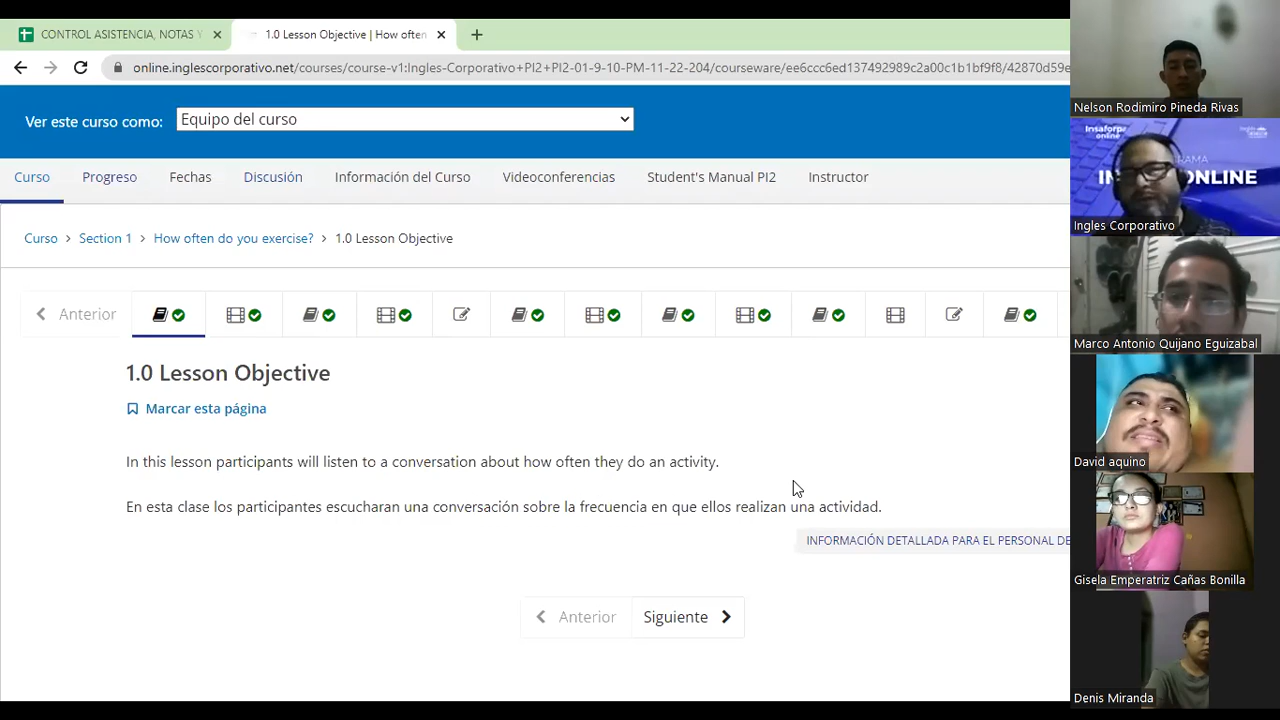 CONTROL ASISTENCIA, NOTAS Y
1.0 Lesson Objective | How often
online.inglescorporativo.net/courses/course-v1:Ingles-Corporativo+PI2+PI2-01-9-10-PM-11-22-204/courseware/ee6ccc6ed137492989c2a00c1b1bf9f8/42870d59e
Ver este curso como:
Equipo del curso
Curso
Progreso
Fechas
Discusión
Información del Curso
Videoconferencias
Student's Manual PI2
Instructor
Curso > Section 1 > How often do you exercise? > 1.0 Lesson Objective
Anterior
1.0 Lesson Objective
Marcar esta página
In this lesson participants will listen to a conversation about how often they do an activity.
En esta clase los participantes escucharan una conversación sobre la frecuencia en que ellos realizan una actividad.
INFORMACIÓN DETALLADA PARA EL PERSONAL DE
Anterior
Siguiente
Nelson Rodimiro Pineda Rivas
Insaforp
online
RAMA
ONLINE
Ingles Corporativo
Marco Antonio Quijano Eguizabal
David aquino
Gisela Emperatriz Cañas Bonilla
Denis Miranda